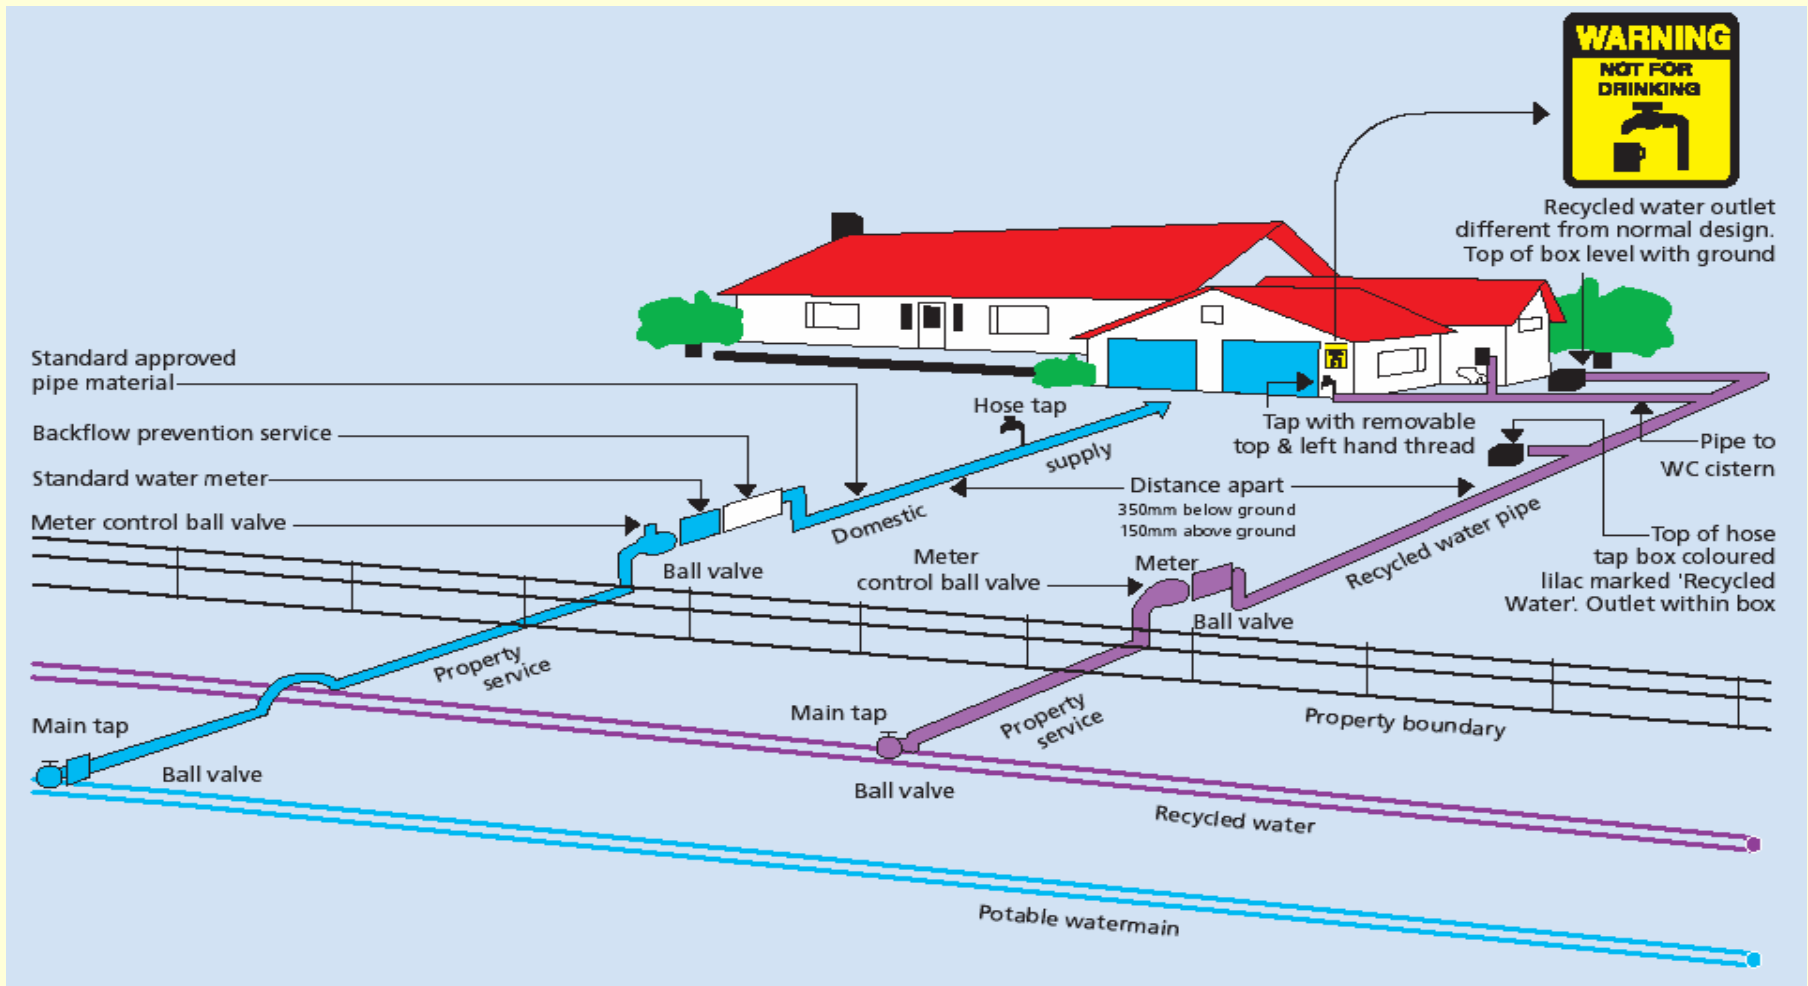 WARNING
NOT FOR
DRINKING
Recycled water outlet
different from normal design.
Top of box level with ground
Standard approved
pipe material
Hose tap
Backflow prevention service
Tap with removable
top & left hand thread
Pipe to
WC cistern
supply
Standard water meter
Distance apart
350mm below ground
150mm above ground
Meter control ball valve
Domestic
Recycled water pipe
Top of hose
tap box coloured
lilac marked 'Recycled
Water'. Outlet within box
Meter
control ball valve
Meter
Ball valve
Ball valve
Property
service
Main tap
Ball valve
Main tap
Property
service
Property boundary
Ball valve
Recycled water
Potable watermain